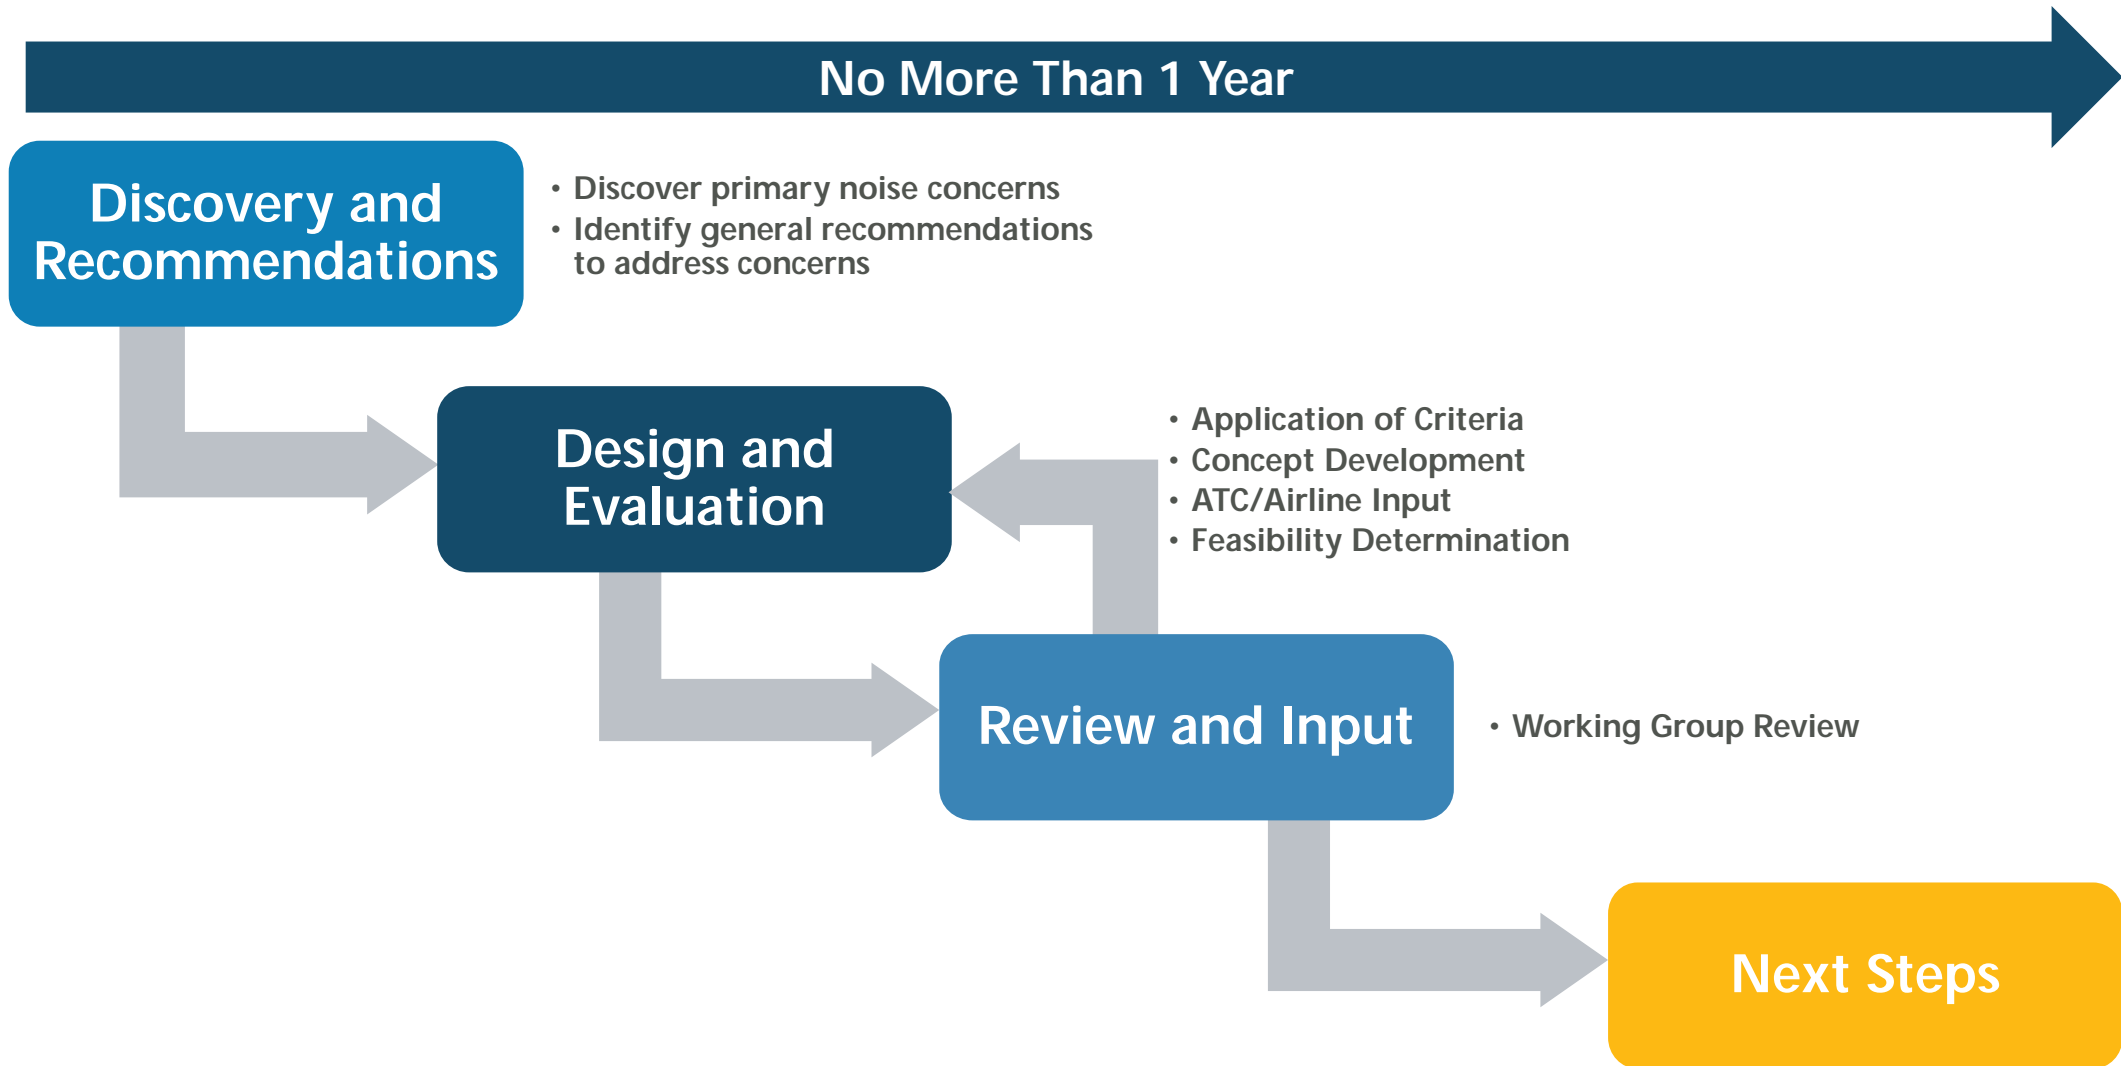 No More Than 1 Year
Discovery and
Recommendations
• Discover primary noise concerns
• Identify general recommendations
to address concerns
Design and
Evaluation
• Application of Criteria
• Concept Development
• ATC/Airline Input
• Feasibility Determination
Review and Input
• Working Group Review
Next Steps